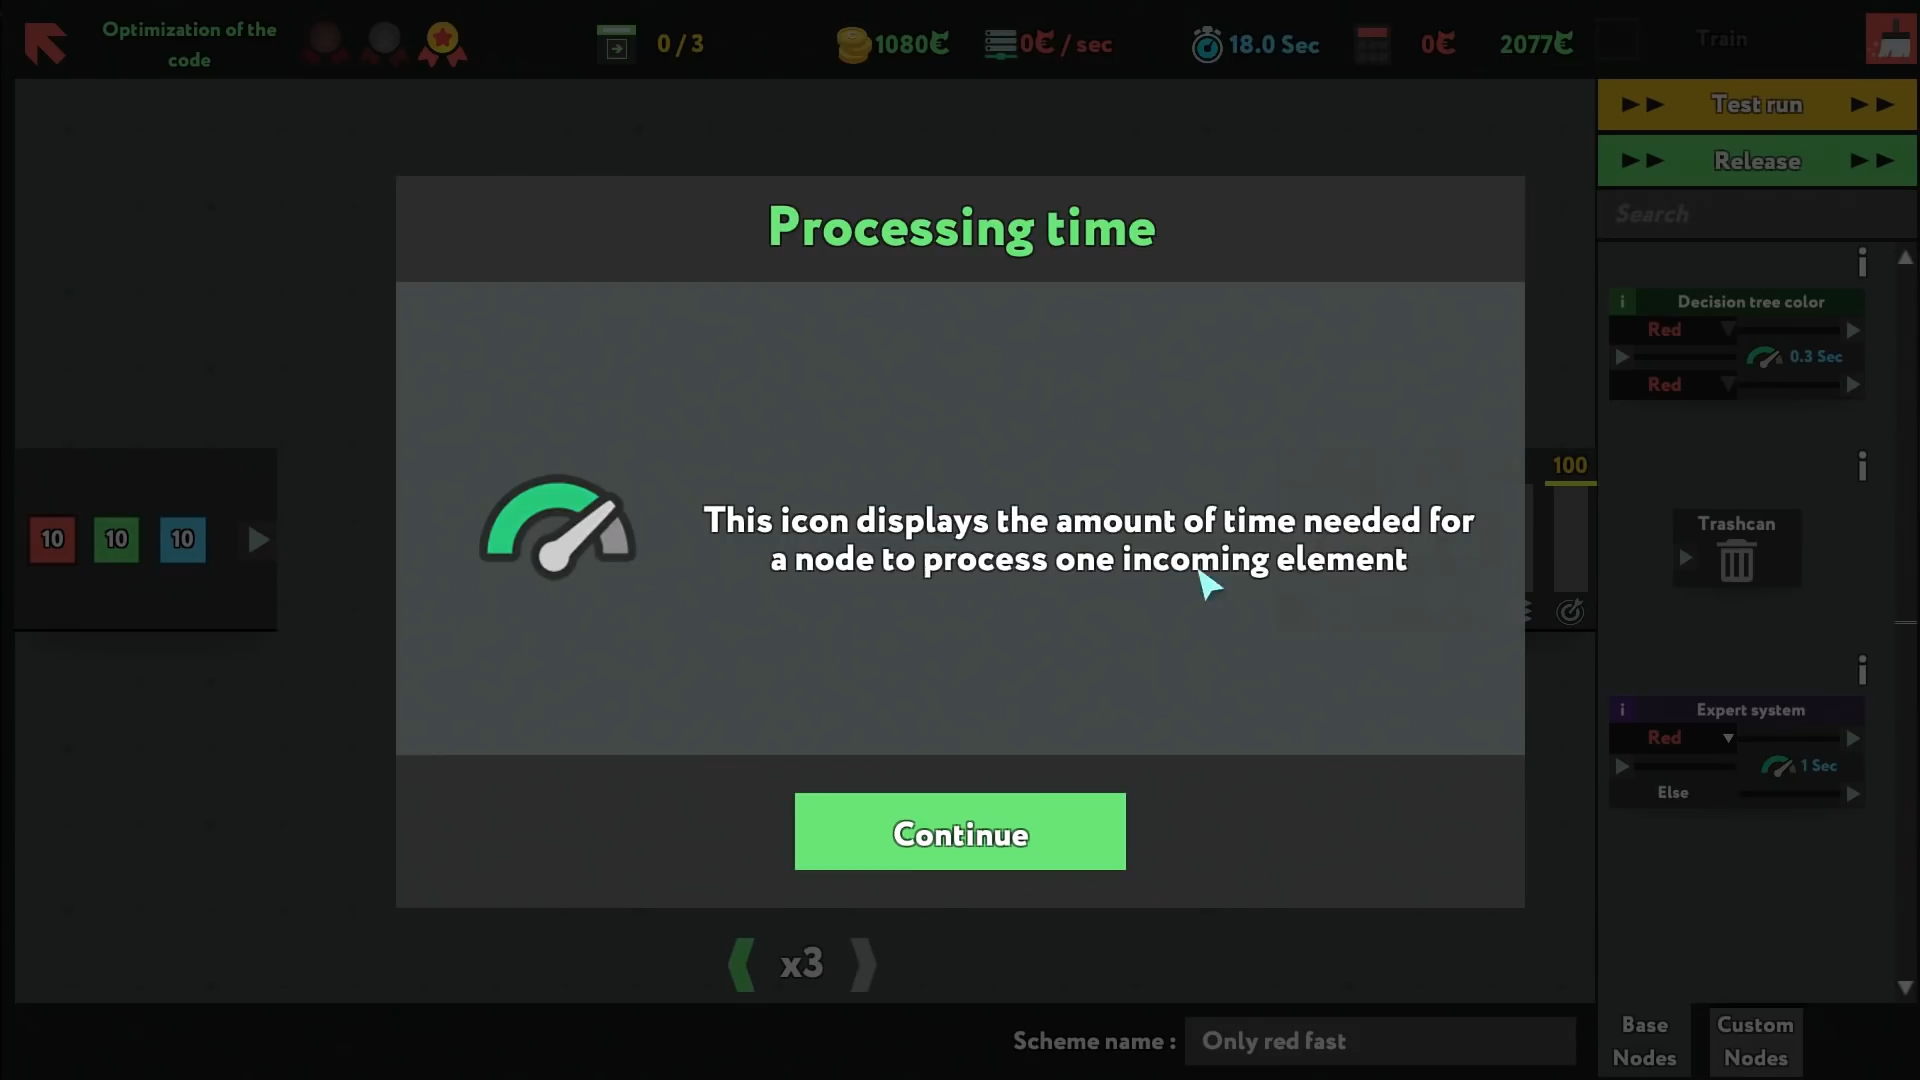 Optimization of the
code
0 / 3
1080€
0€ / sec
18.0 Sec
0€
2077€
Train
Test run
Release
Search
Processing time
This icon displays the amount of time needed for
a node to process one incoming element
Continue
10 10 10
100
x3
Decision tree color
Red
0.3 Sec
Red
Trashcan
Expert system
Red
1 Sec
Else
Scheme name : Only red fast
Base
Nodes
Custom
Nodes